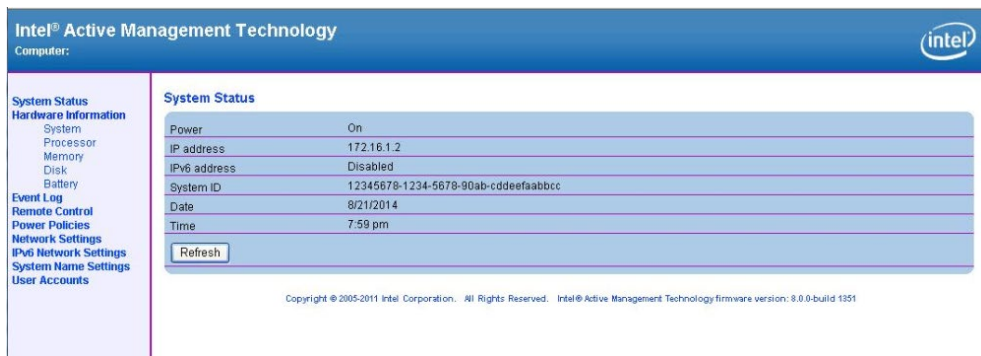 Intel® Active Management Technology
Computer:
intel
System Status
Hardware Information
System
Processor
Memory
Disk
Battery
Event Log
Remote Control
Power Policies
Network Settings
IPv6 Network Settings
System Name Settings
User Accounts
System Status
Power On
IP address 172.16.1.2
IPv6 address Disabled
System ID 12345678-1234-5678-90ab-cddeefaabbcc
Date 8/21/2014
Time 7:59 pm
Refresh
Copyright © 2005-2011 Intel Corporation. All Rights Reserved. Intel® Active Management Technology firmware version: 8.0.0-build 1351